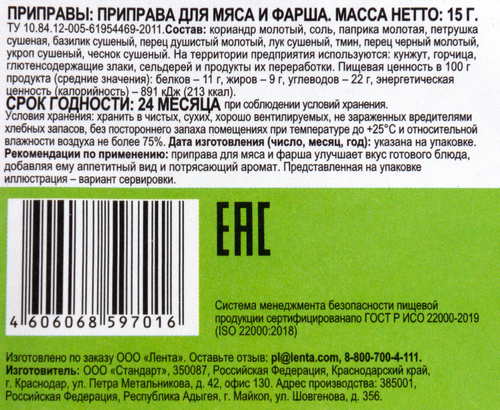 ПРИПРАВЫ: ПРИПРАВА ДЛЯ МЯСА И ФАРША. МАССА НЕТТО: 15 Г.
ТУ 10.84.12-005-61954469-2011.Состав: кориандр молотый, соль, паприка молотая, петрушка
сушеная, базилик сушеный, перец душистый молотый, лук сушеный, тмин, перец черный молотый,
укроп сушеный, чеснок сушеный. На территории предприятия используются: кунжут, горчица,
глютенсодержащие злаки, сельдерей и продукты их переработки. Пищевая ценность в 100 г
продукта (средние значения): белков – 11 г, жиров – 9 г, углеводов – 22 г, энергетическая
ценность (калорийность) – 891 кДж (213 ккал).
СРОК ГОДНОСТИ: 24 МЕСЯЦА при соблюдении условий хранения.
Условия хранения: хранить в чистых, сухих, хорошо вентилируемых, не зараженных вредителями
хлебных запасов, без постороннего запаха помещениях при температуре до +25°С и относительной
влажности воздуха не более 75%. Дата изготовления (число, месяц, год): указана на упаковке.
Рекомендации по применению: приправа для мяса и фарша улучшает вкус готового блюда,
добавляя ему аппетитный вид и потрясающий аромат. Представленная на упаковке
иллюстрация – вариант сервировки.
EAC
4 606068 597016
Система менеджмента безопасности пищевой
продукции сертифицированапо ГОСТ Р ИСО 22000-2019
(ISO 22000:2018)
Изготовлено по заказу ООО «Лента». Оставьте отзыв: pl@lenta.com, 8-800-700-4-111.
Изготовитель: ООО «Стандарт», 350087, Российская Федерация, Краснодарский край,
г. Краснодар, ул. Петра Метальникова, д. 42, офис 130. Адрес производства: 385001,
Российская Федерация, Республика Адыгея, г. Майкоп, ул. Шовгенова, д. 356.